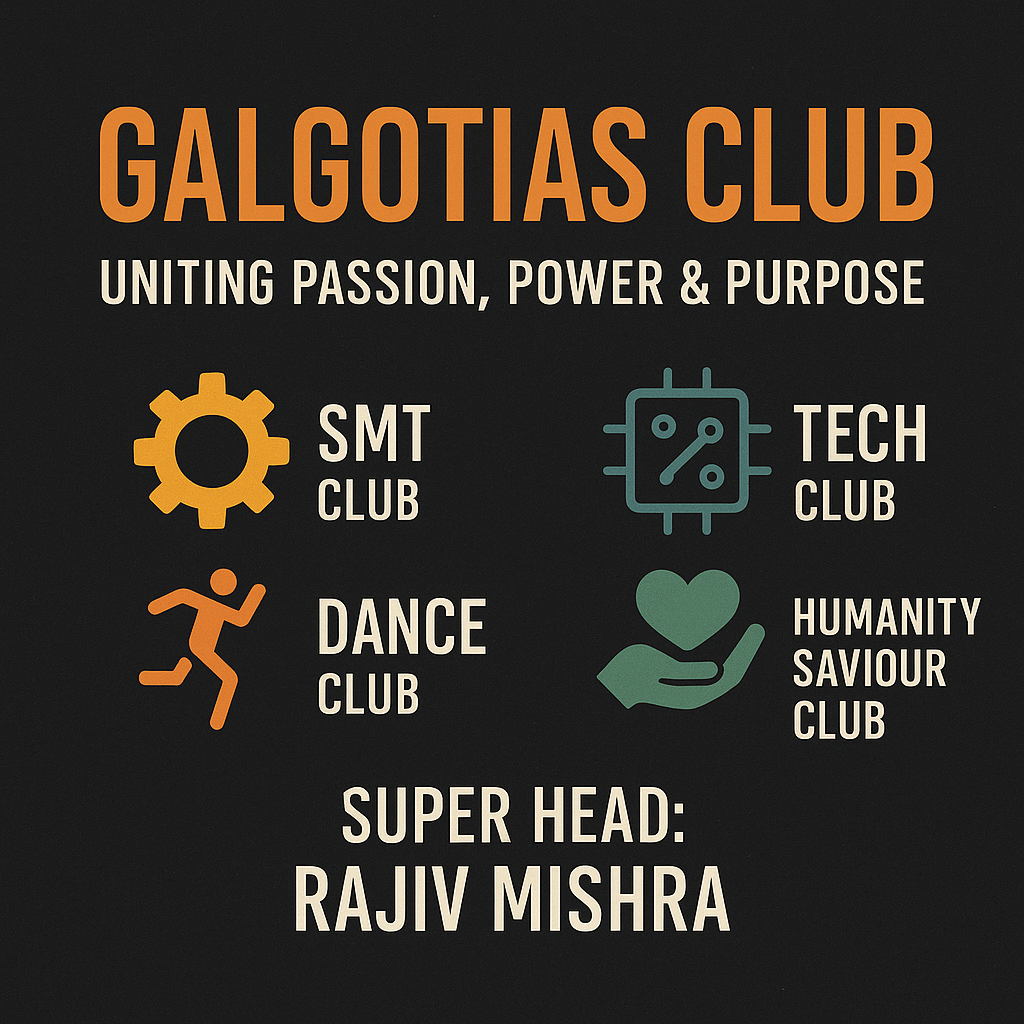 GALGOTIAS CLUB
UNITING PASSION, POWER & PURPOSE
SMT
CLUB
TECH
CLUB
DANCE
CLUB
HUMANITY
SAVIOUR
CLUB
SUPER HEAD:
RAJIV MISHRA